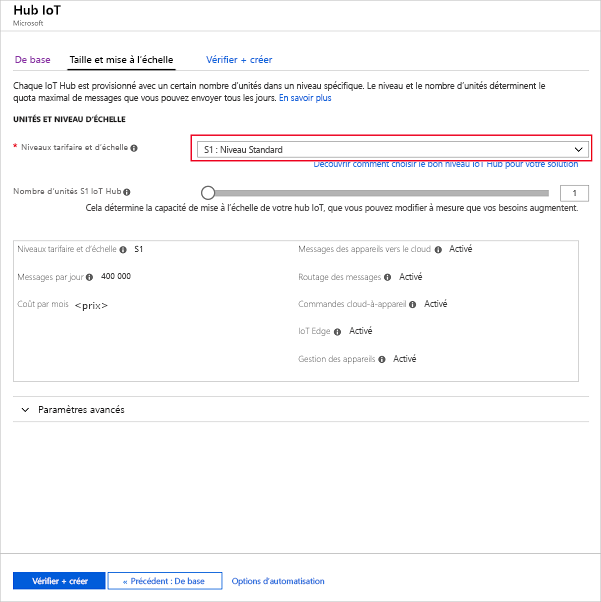 Hub IoT
Microsoft
De base Taille et mise à l'échelle Vérifier + créer
Chaque IoT Hub est provisionné avec un certain nombre d'unités dans un niveau spécifique. Le niveau et le nombre d'unités déterminent le
quota maximal de messages que vous pouvez envoyer tous les jours. En savoir plus
UNITÉS ET NIVEAU D'ÉCHELLE
* Niveaux tarifaire et d'échelle S1 : Niveau Standard
Découvrir comment choisir le bon niveau IoT Hub pour votre solution
Nombre d'unités S1 IoT Hub 1
Cela détermine la capacité de mise à l'échelle de votre hub IoT, que vous pouvez modifier à mesure que vos besoins augmentent.
Niveaux tarifaire et d'échelle S1
Messages par jour 400 000
Coût par mois <prix>
Messages des appareils vers le cloud Activé
Routage des messages Activé
Commandes cloud-à-appareil Activé
IoT Edge Activé
Gestion des appareils Activé
Paramètres avancés
Vérifier + créer « Précédent : De base Options d'automatisation